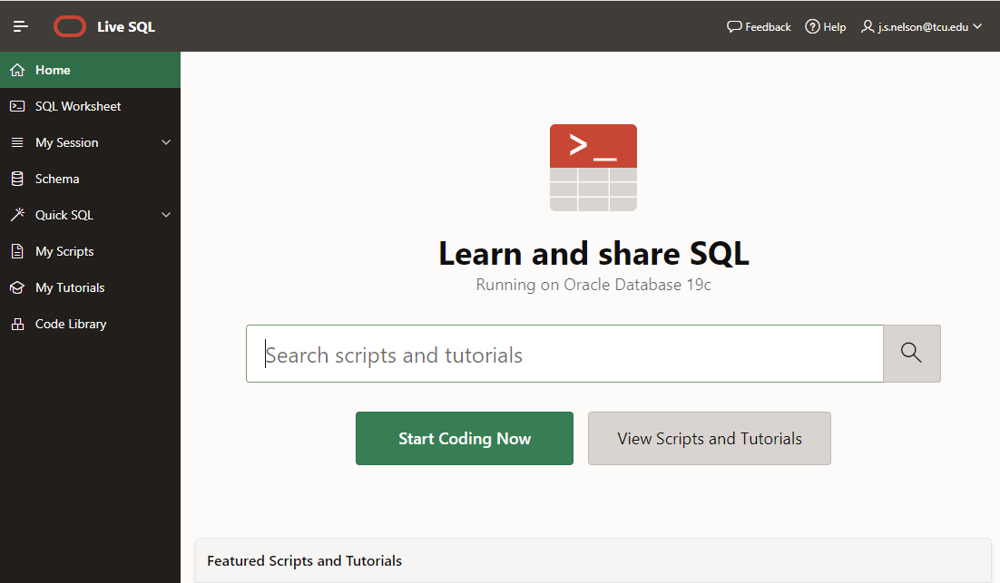 Live SQL
Feedback
Help
j.s.nelson@tcu.edu
Home
SQL Worksheet
My Session
Schema
Quick SQL
My Scripts
My Tutorials
Code Library
>_
Learn and share SQL
Running on Oracle Database 19c
Search scripts and tutorials
Start Coding Now
View Scripts and Tutorials
Featured Scripts and Tutorials